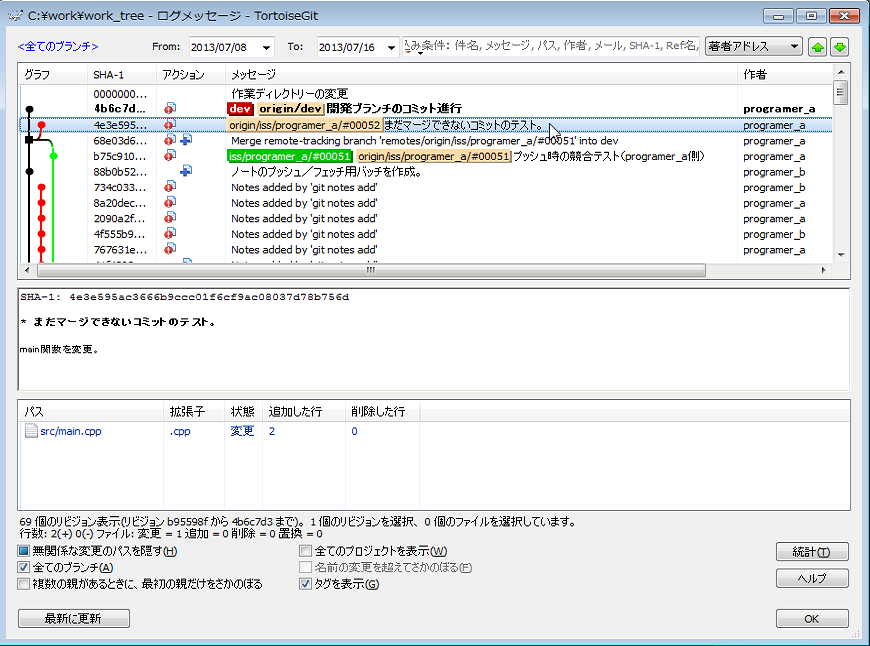 C:¥work¥work_tree - ログメッセージ - TortoiseGit
<全てのブランチ> From: 2013/07/08 To: 2013/07/16 み条件: 件名, メッセージ, パス, 作者, メール, SHA-1, Ref名, 著者アドレス
グラフ SHA-1 アクション メッセージ 作者
0000000... 作業ディレクトリーの変更
4b6c7d... dev origin/dev 開発ブランチのコミット進行 programer_a
4e3e595... origin/iss/programer_a/#00052 まだマージできないコミットのテスト。 programer_a
68e03d6... Merge remote-tracking branch 'remotes/origin/iss/programer_a/#00051' into dev programer_a
b75c910... iss/programer_a/#00051 origin/iss/programer_a/#00051 プッシュ時の競合テスト(programer_a側) programer_a
88b0b52... ノートのプッシュ/フェッチ用バッチを作成。 programer_b
734c033... Notes added by 'git notes add' programer_b
8a20dec... Notes added by 'git notes add' programer_a
2090a2f... Notes added by 'git notes add' programer_a
4f555b9... Notes added by 'git notes add' programer_b
767631e... Notes added by 'git notes add' programer_a
SHA-1: 4e3e595ac3666b9ccc01f6cf9ac08037d78b756d
* まだマージできないコミットのテスト。
main関数を変更。
パス 拡張子 状態 追加した行 削除した行
src/main.cpp .cpp 変更 2 0
69 個のリビジョン表示(リビジョン b95598f から 4b6c7d3 まで)。 1 個のリビジョンを選択、0 個のファイルを選択しています。
行数: 2(+) 0(-) ファイル: 変更 = 1 追加 = 0 削除 = 0 置換 = 0
無関係な変更のパスを隠す(H) 全てのプロジェクトを表示(W) 統計(T)
全てのブランチ(A) 名前の変更を超えてさかのぼる(F)
複数の親があるときに、最初の親だけをさかのぼる タグを表示(G) ヘルプ
最新に更新 OK